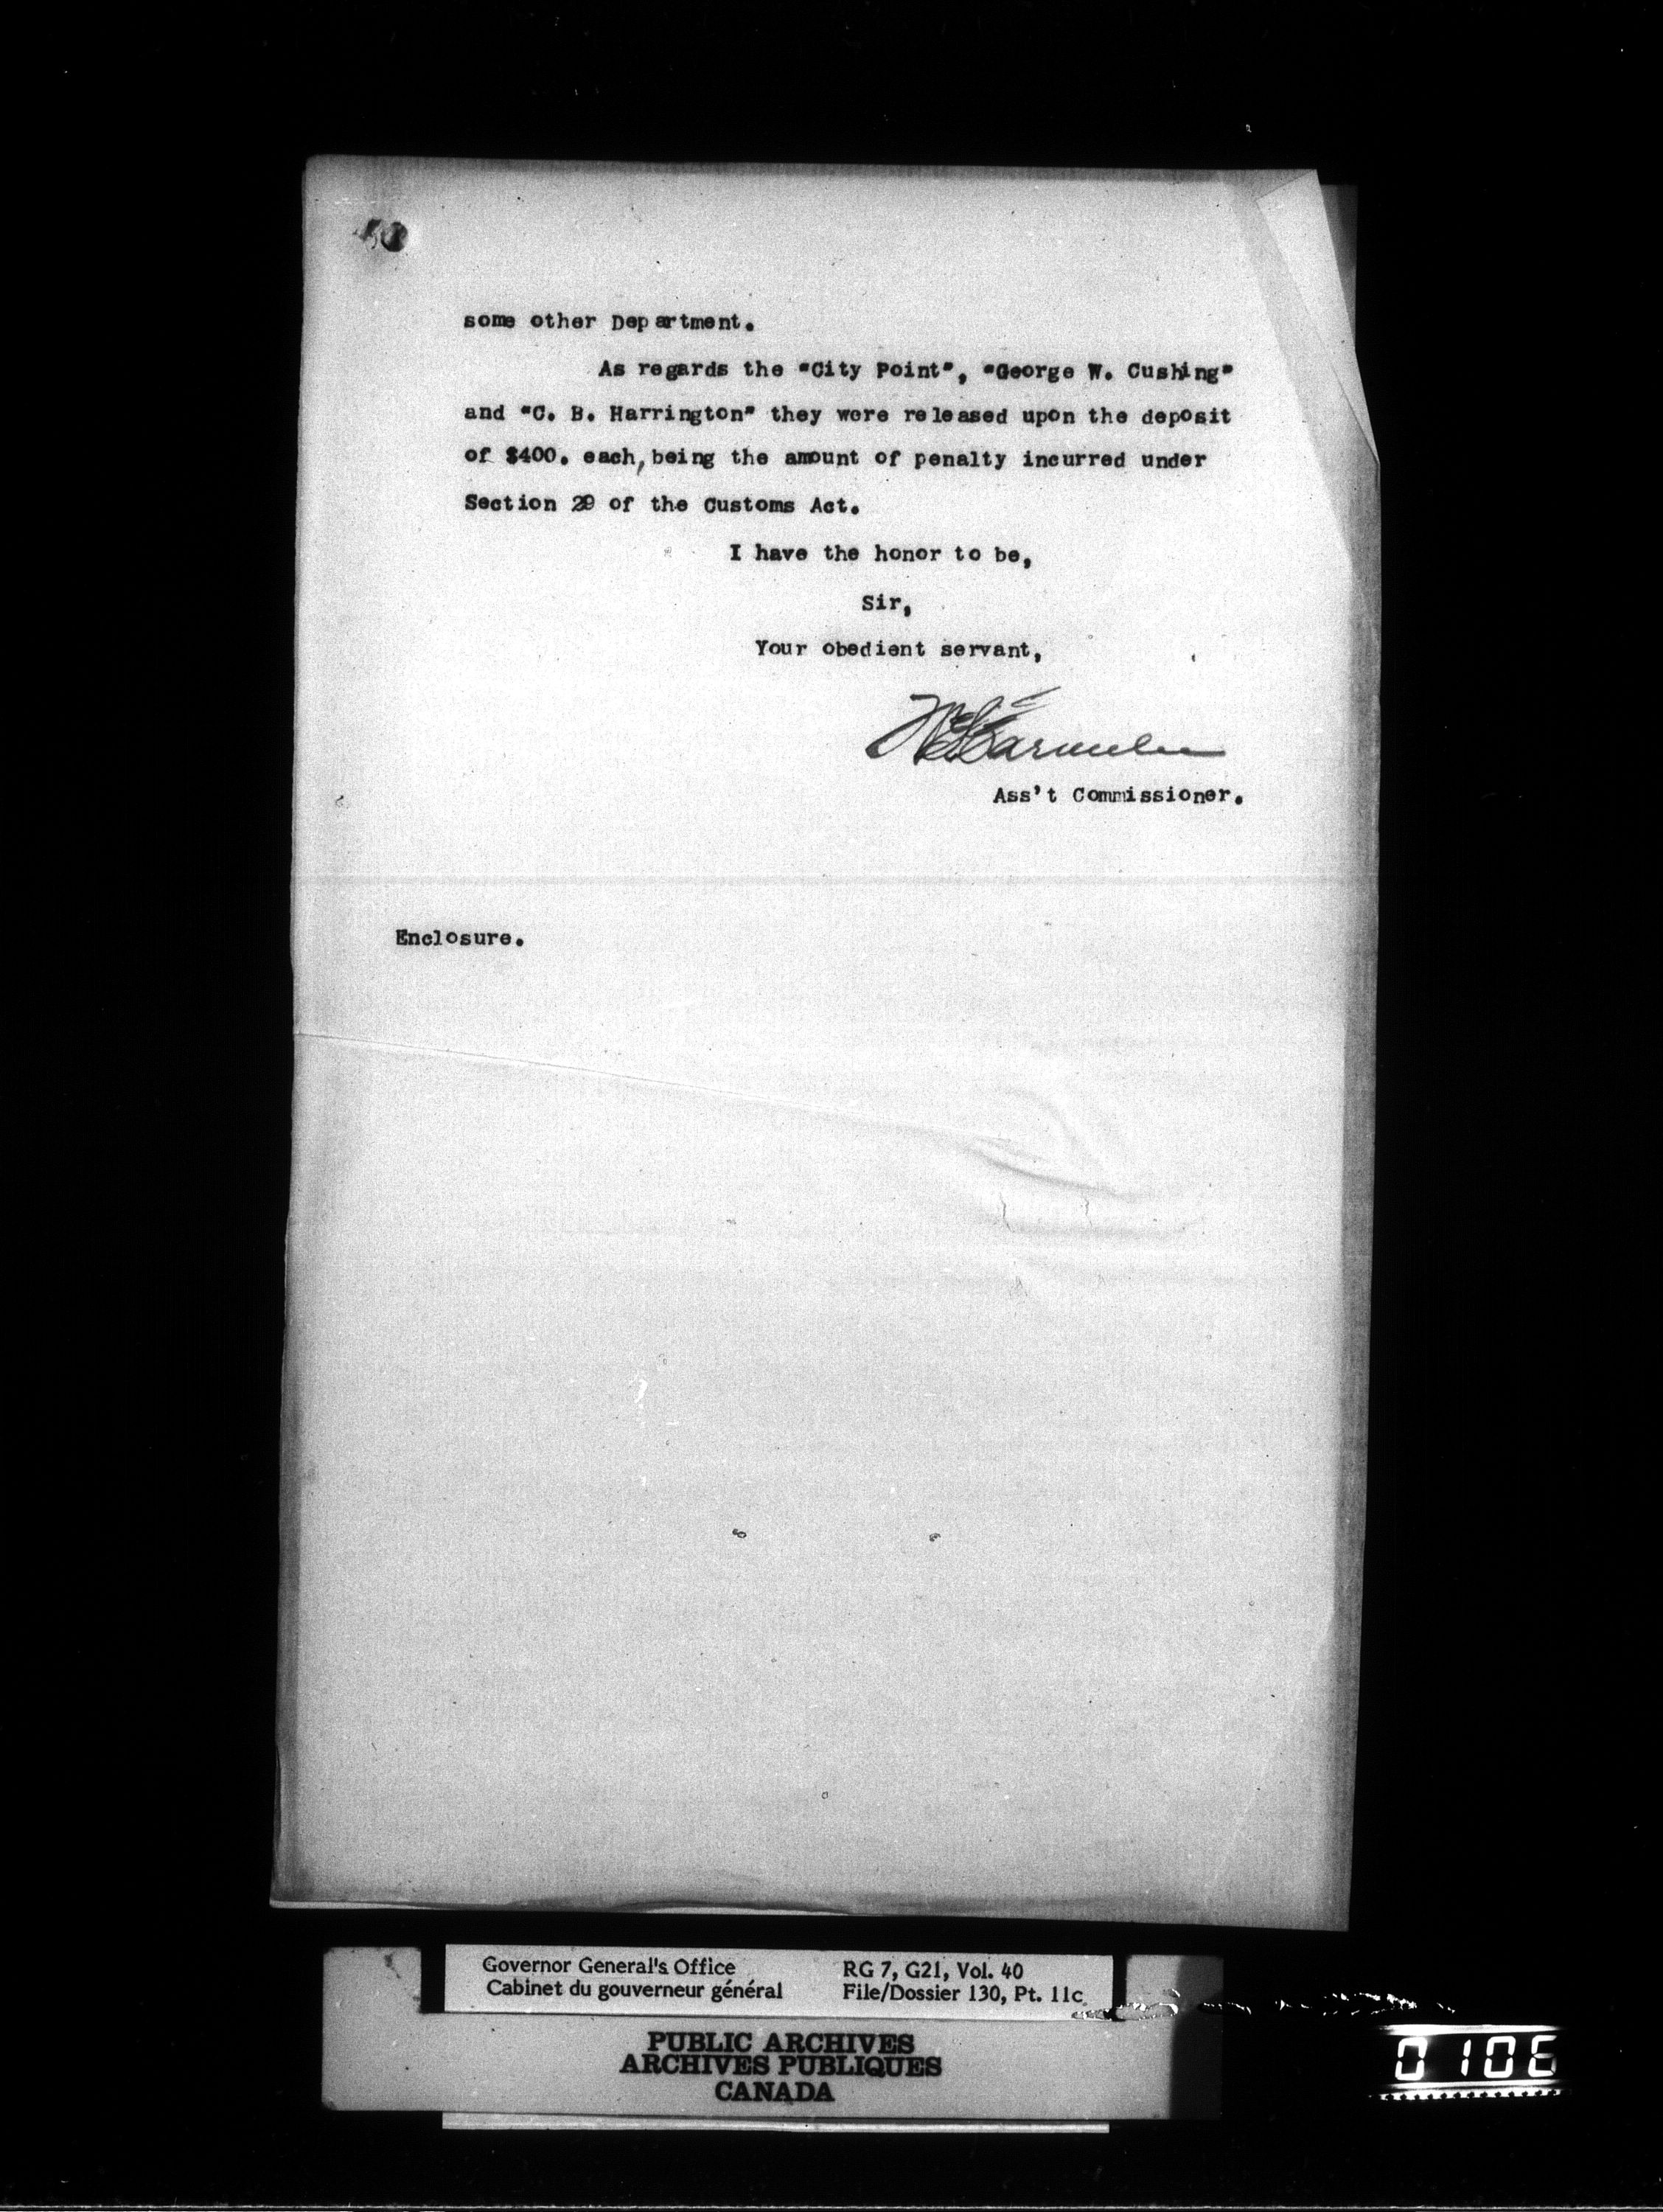 some other Department.
As regards the "City Point", "George W. Cushing"
and "C. B. Harrington" they were released upon the deposit
of $400. each, being the amount of penalty incurred under
Section 29 of the Customs Act.
I have the honor to be,
Sir,
Your obedient servant,
Ass't Commissioner.
Enclosure.
Governor General's Office
Cabinet du gouverneur général
RG 7, G21, Vol. 40
File/Dossier 130, Pt. 11c
PUBLIC ARCHIVES
ARCHIVES PUBLIQUES
CANADA